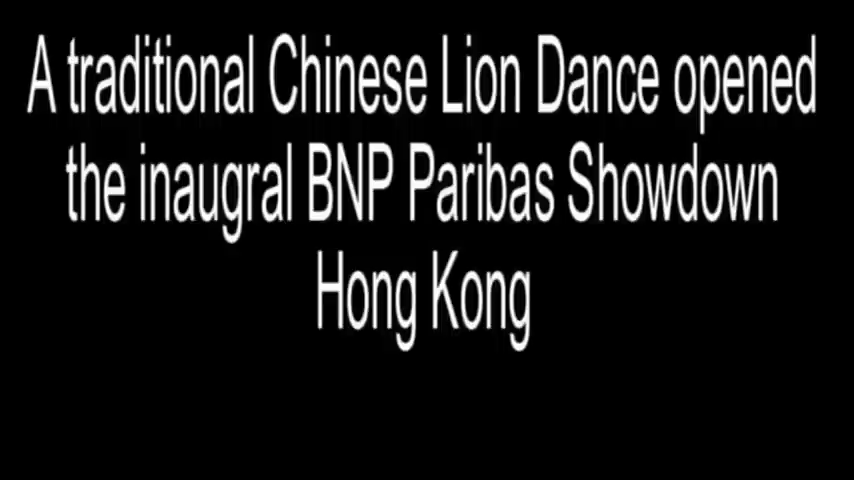 A traditional Chinese Lion Dance opened
the inaugral BNP Paribas Showdown
Hong Kong